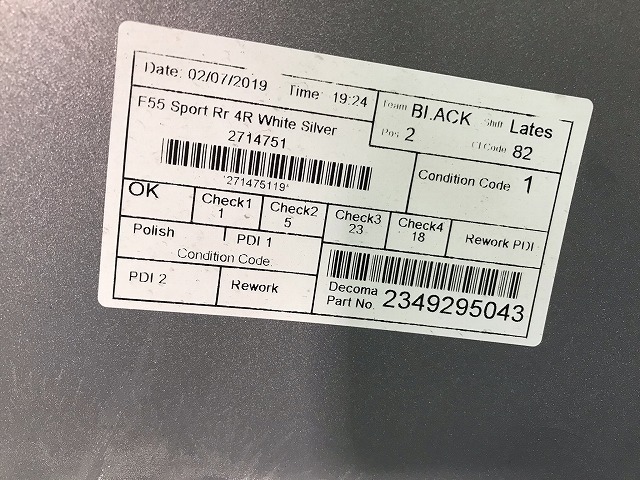 Date: 02/07/2019 Time 19:24 Team BLACK Shift Lates
Pos 2 CI Code 82
F55 Sport Rr 4R White Silver
2714751
'271475119'
Condition Code 1
OK Check1 Check2 Check3 Check4 Rework PDI
1 5 23 18
Polish PDI 1
Condition Code:
PDI 2 Rework
Decoma
Part No. 2349295043